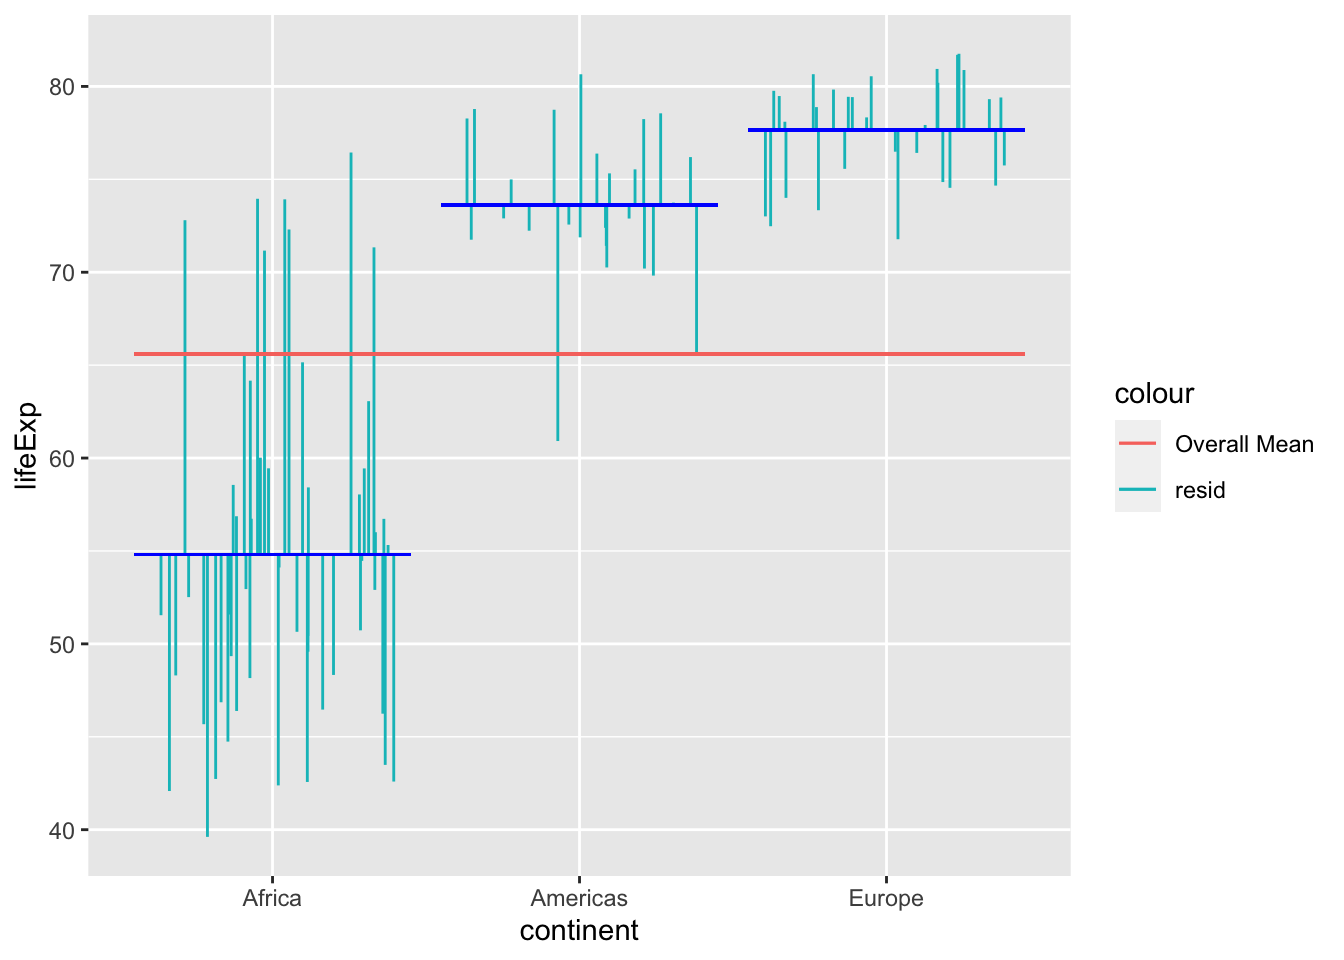 80
70
60
50
40
lifeExp
Africa
Americas
Europe
continent
colour
Overall Mean
resid